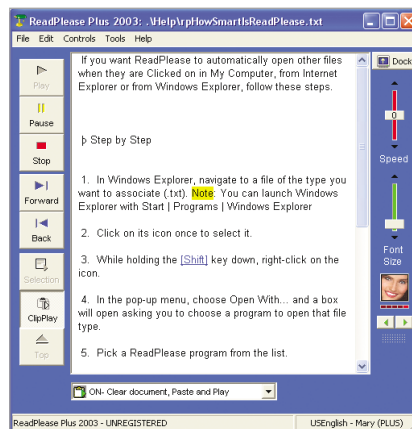 ReadPlease Plus 2003: .\Help\rpHowSmartIsReadPlease.txt
File Edit Controls Tools Help
Play
Pause
Stop
Forward
Back
Selection
ClipPlay
Top
If you want ReadPlease to automatically open other files
when they are Clicked on in My Computer, from Internet
Explorer or from Windows Explorer, follow these steps.
þ Step by Step
1. In Windows Explorer, navigate to a file of the type you
want to associate (.txt). Note: You can launch Windows
Explorer with Start | Programs | Windows Explorer
2. Click on its icon once to select it.
3. While holding the [Shift] key down, right-click on the
icon.
4. In the pop-up menu, choose Open With... and a box
will open asking you to choose a program to open that file
type.
5. Pick a ReadPlease program from the list.
Dock
0
Speed
Font
Size
ON- Clear document, Paste and Play
ReadPlease Plus 2003 - UNREGISTERED
USEnglish - Mary (PLUS)